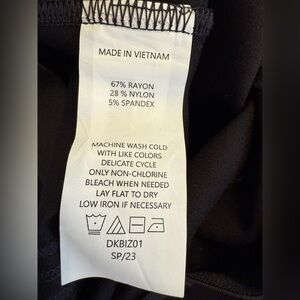 MADE IN VIETNAM
67% RAYON
28 % NYLON
5% SPANDEX
MACHINE WASH COLD
WITH LIKE COLORS
DELICATE CYCLE
ONLY NON-CHLORINE
BLEACH WHEN NEEDED
LAY FLAT TO DRY
LOW IRON IF NECESSARY
DKBIZ01
SP/23